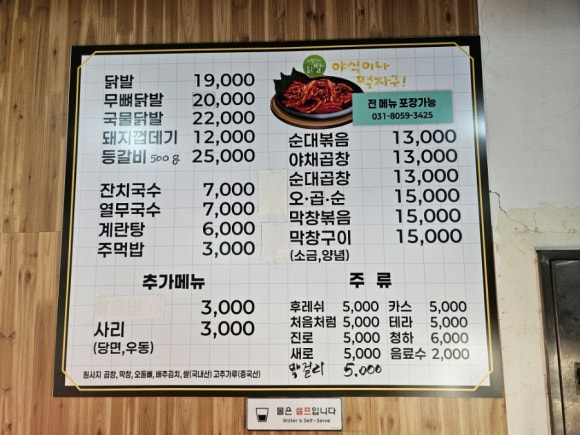 닭발
야식이나
먹자구!
전 메뉴 포장가능
031-8059-3425
닭발 19,000
무뼈닭발 20,000
국물닭발 22,000
돼지껍데기 12,000
등갈비 500g 25,000
잔치국수 7,000
열무국수 7,000
계란탕 6,000
주먹밥 3,000
순대볶음 13,000
야채곱창 13,000
순대곱창 13,000
오·곱·순 15,000
막창볶음 15,000
막창구이 15,000
(소금,양념)
추가메뉴
3,000
사리 3,000
(당면,우동)
주 류
후레쉬 5,000 카스 5,000
처음처럼 5,000 테라 5,000
진로 5,000 청하 6,000
새로 5,000 음료수 2,000
막걸리 5,000
원사지 곱창, 막창, 오돌뼈, 배추김치, 쌀(국내산) 고추가루(중국산)
물은 셀프입니다
Water is Self-Serve